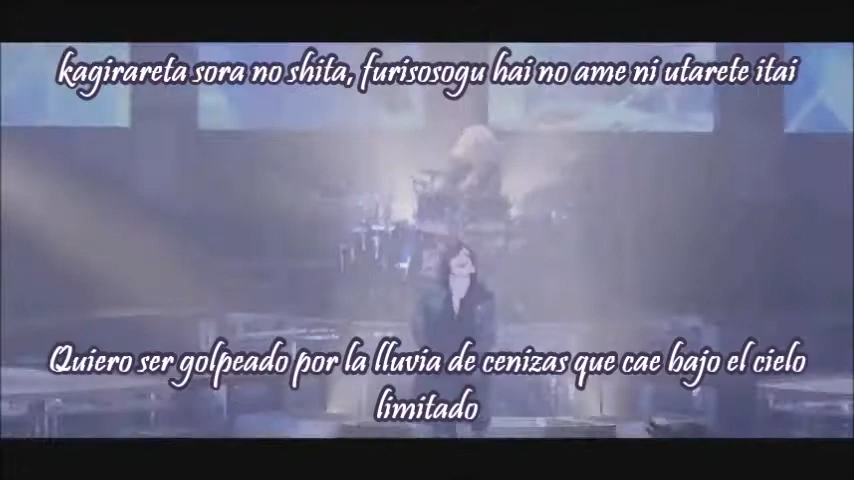 kagirareta sora no shita, furisosogu hai no ame ni utarete itai
Quiero ser golpeado por la lluvia de cenizas que cae bajo el cielo
limitado